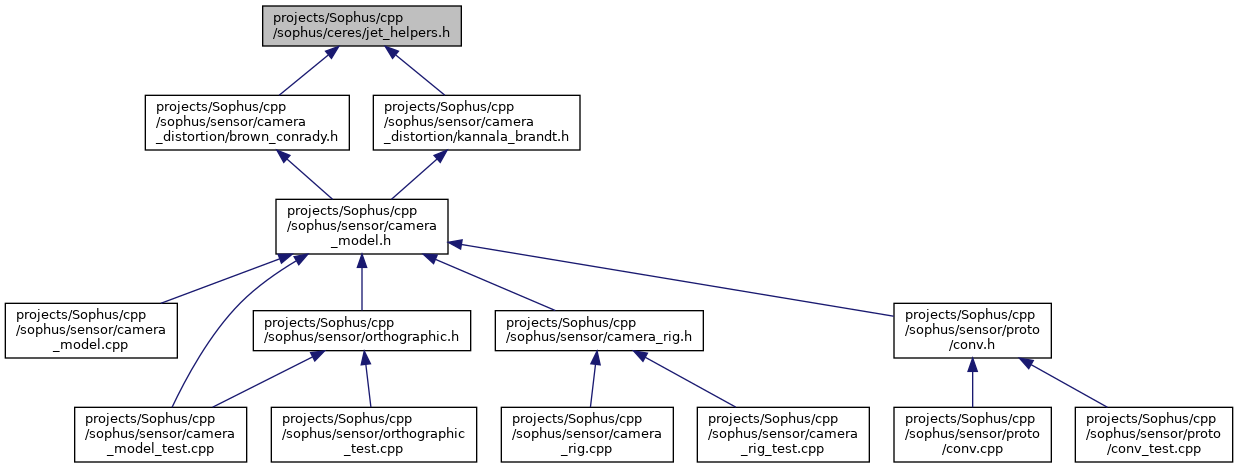 projects/Sophus/cpp
/sophus/ceres/jet_helpers.h
projects/Sophus/cpp
/sophus/sensor/camera
_distortion/brown_conrady.h
projects/Sophus/cpp
/sophus/sensor/camera
_distortion/kannala_brandt.h
projects/Sophus/cpp
/sophus/sensor/camera
_model.h
projects/Sophus/cpp
/sophus/sensor/camera
_model.cpp
projects/Sophus/cpp
/sophus/sensor/orthographic.h
projects/Sophus/cpp
/sophus/sensor/camera_rig.h
projects/Sophus/cpp
/sophus/sensor/proto
/conv.h
projects/Sophus/cpp
/sophus/sensor/camera
_model_test.cpp
projects/Sophus/cpp
/sophus/sensor/orthographic
_test.cpp
projects/Sophus/cpp
/sophus/sensor/camera
_rig.cpp
projects/Sophus/cpp
/sophus/sensor/camera
_rig_test.cpp
projects/Sophus/cpp
/sophus/sensor/proto
/conv.cpp
projects/Sophus/cpp
/sophus/sensor/proto
/conv_test.cpp